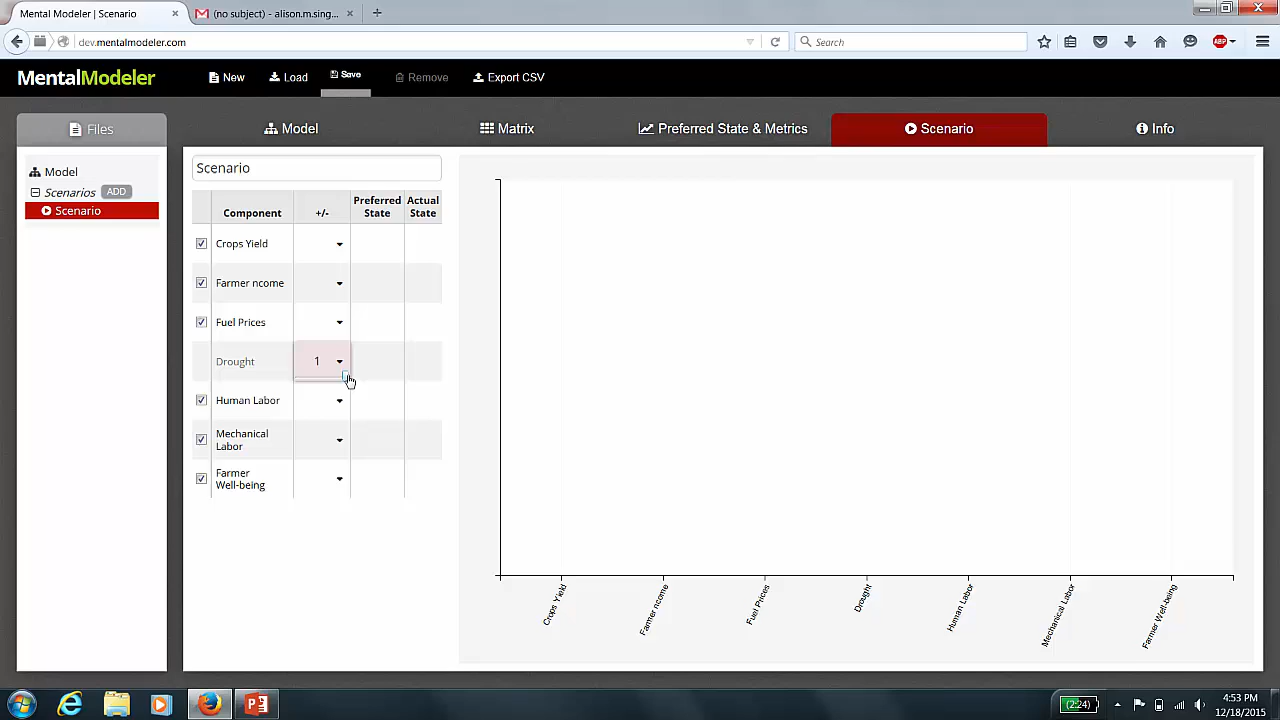 Mental Modeler | Scenario ×
(no subject) - alison.m.sing... ×
dev.mentalmodeler.com
Search
ABP
MentalModeler
New
Load
Save
Remove
Export CSV
Files
Model
Matrix
Preferred State & Metrics
Scenario
Info
Model
Scenarios ADD
Scenario
Scenario
Component
+/-
Preferred
State
Actual
State
Crops Yield
Farmer ncome
Fuel Prices
Drought 1
Human Labor
Mechanical
Labor
Farmer
Well-being
Crops Yield
Farmer ncome
Fuel Prices
Drought
Human Labor
Mechanical Labor
Farmer Well-being
(2:24)
4:53 PM
12/18/2015